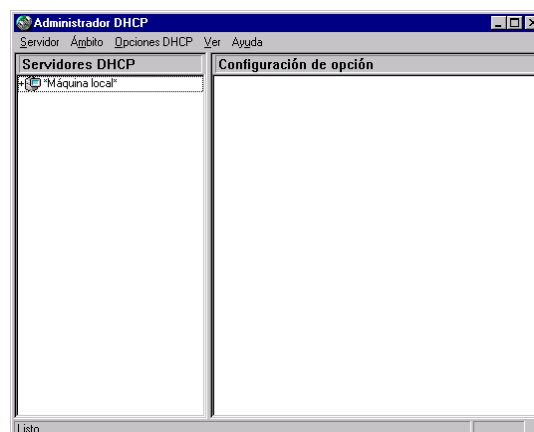 Administrador DHCP
Servidor Ámbito Opciones DHCP Ver Ayuda
Servidores DHCP
Configuración de opción
*Máquina local*
Listo